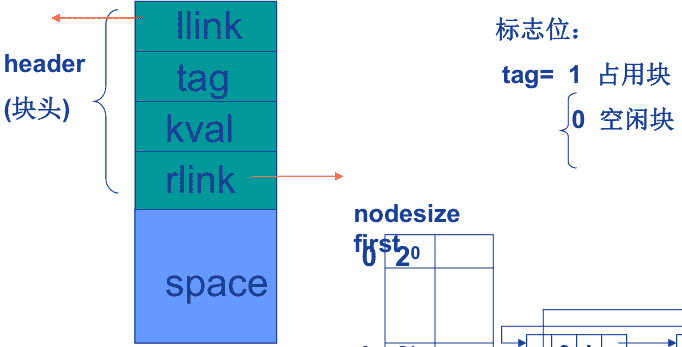 llink
header
(块头)
tag
kval
rlink
space
标志位：
tag= 1 占用块
0 空闲块
nodesize
first
0 2⁰